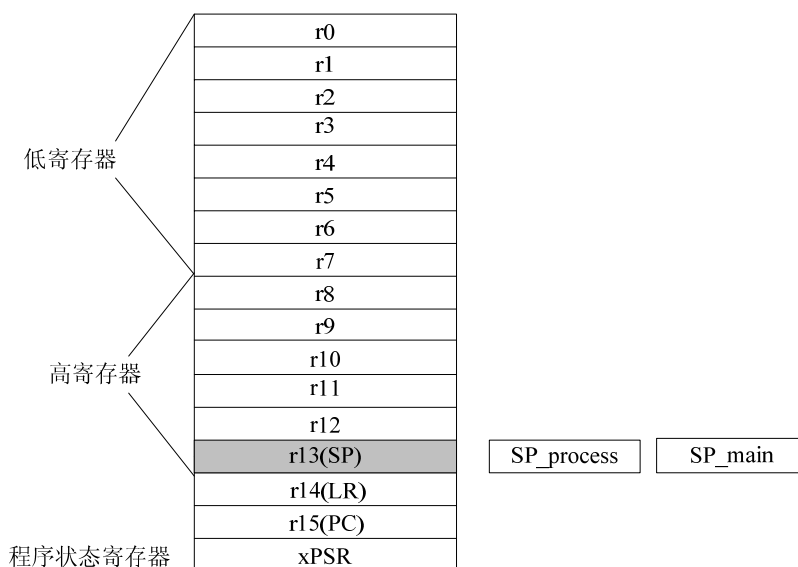 r0
r1
r2
r3
低寄存器
r4
r5
r6
r7
r8
r9
r10
高寄存器
r11
r12
r13(SP)
SP_process
SP_main
r14(LR)
r15(PC)
程序状态寄存器
xPSR